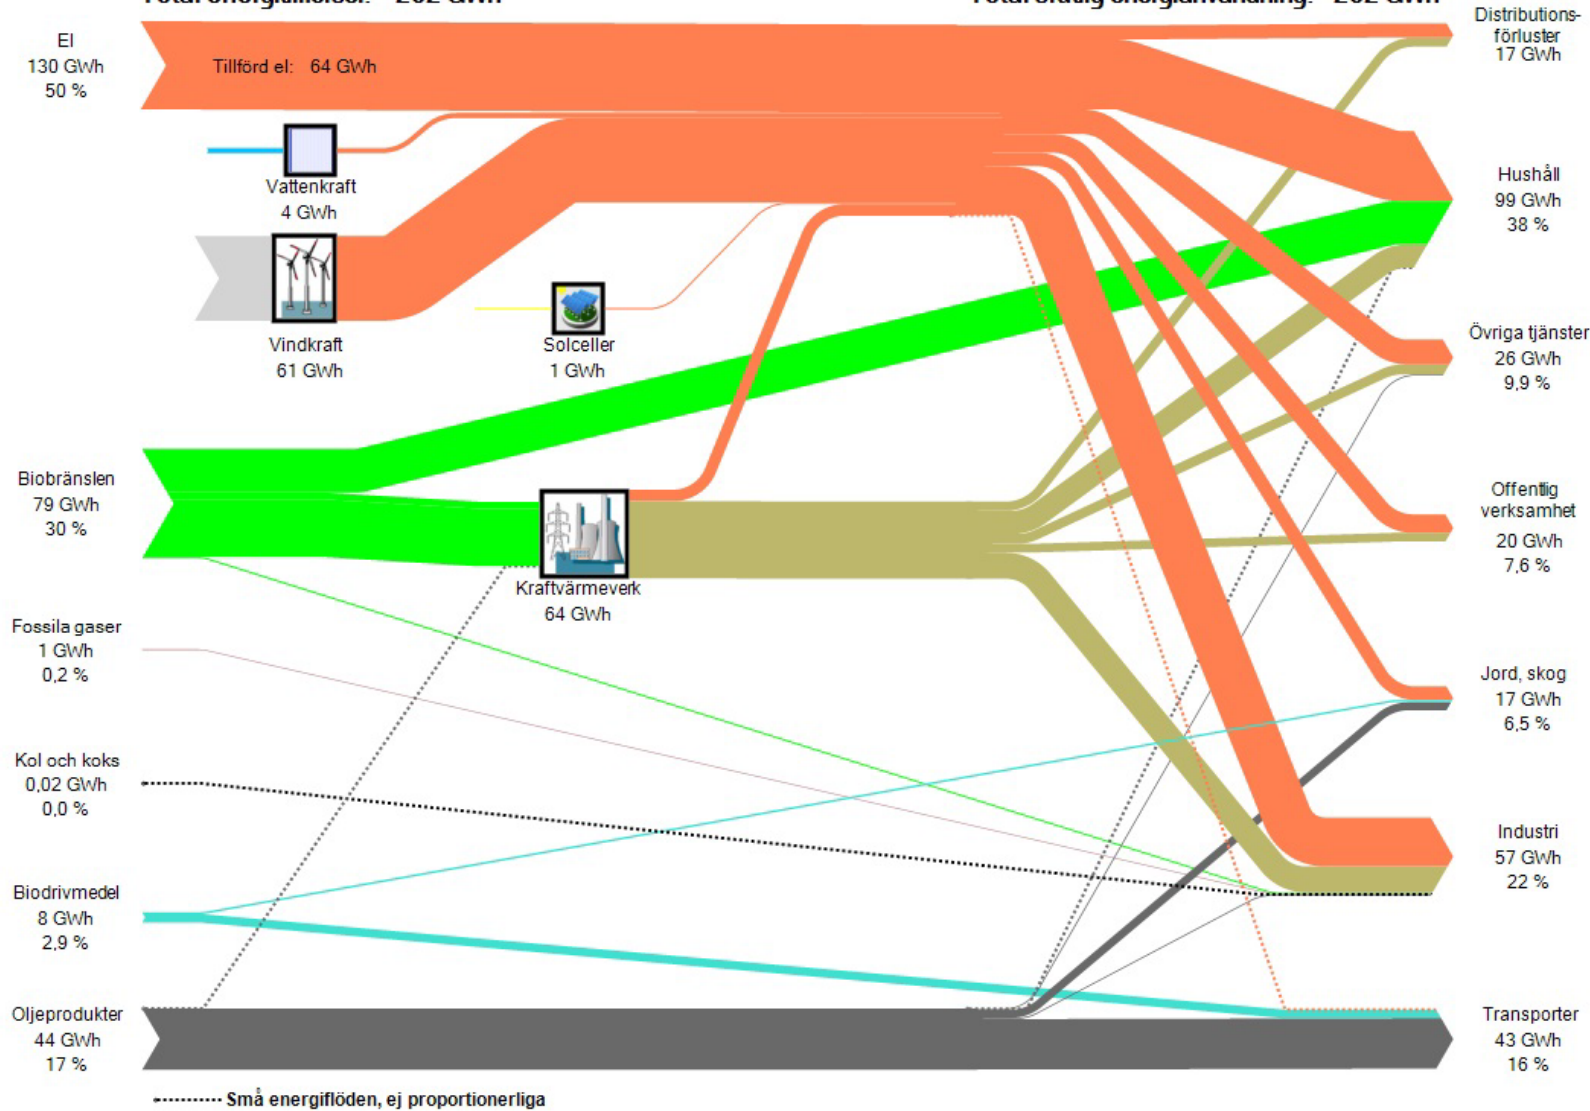 El
130 GWh
50 %
Tillförd el: 64 GWh
Vattenkraft
4 GWh
Vindkraft
61 GWh
Solceller
1 GWh
Biobränslen
79 GWh
30 %
Kraftvärmeverk
64 GWh
Fossila gaser
1 GWh
0,2 %
Kol och koks
0,02 GWh
0,0 %
Biodrivmedel
8 GWh
2,9 %
Oljeprodukter
44 GWh
17 %
Distributions-
förluster
17 GWh
Hushåll
99 GWh
38 %
Övriga tjänster
26 GWh
9,9 %
Offentlig
verksamhet
20 GWh
7,6 %
Jord, skog
17 GWh
6,5 %
Industri
57 GWh
22 %
Transporter
43 GWh
16 %
Små energiflöden, ej proportionerliga